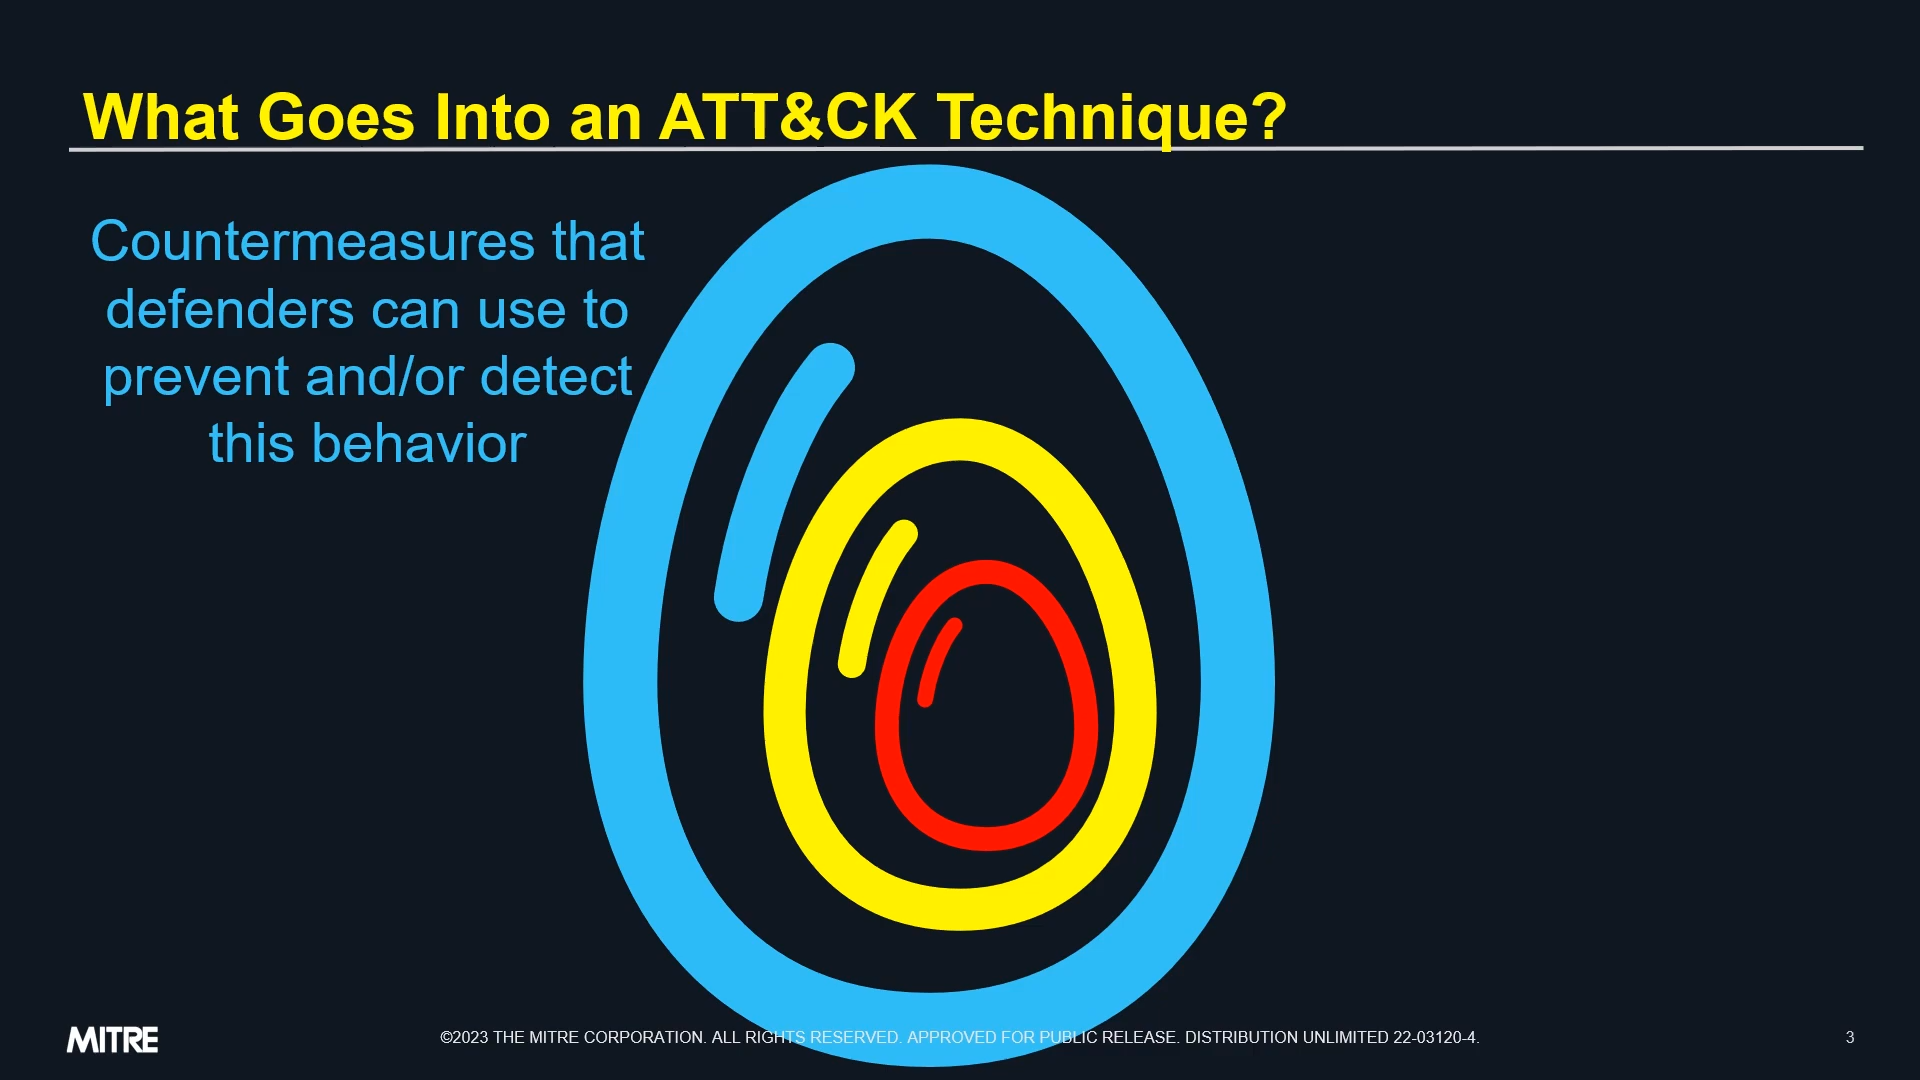 What Goes Into an ATT&CK Technique?
Countermeasures that
defenders can use to
prevent and/or detect
this behavior
MITRE
©2023 THE MITRE CORPORATION. ALL RIGHTS RESERVED. APPROVED FOR PUBLIC RELEASE. DISTRIBUTION UNLIMITED 22-03120-4.
3